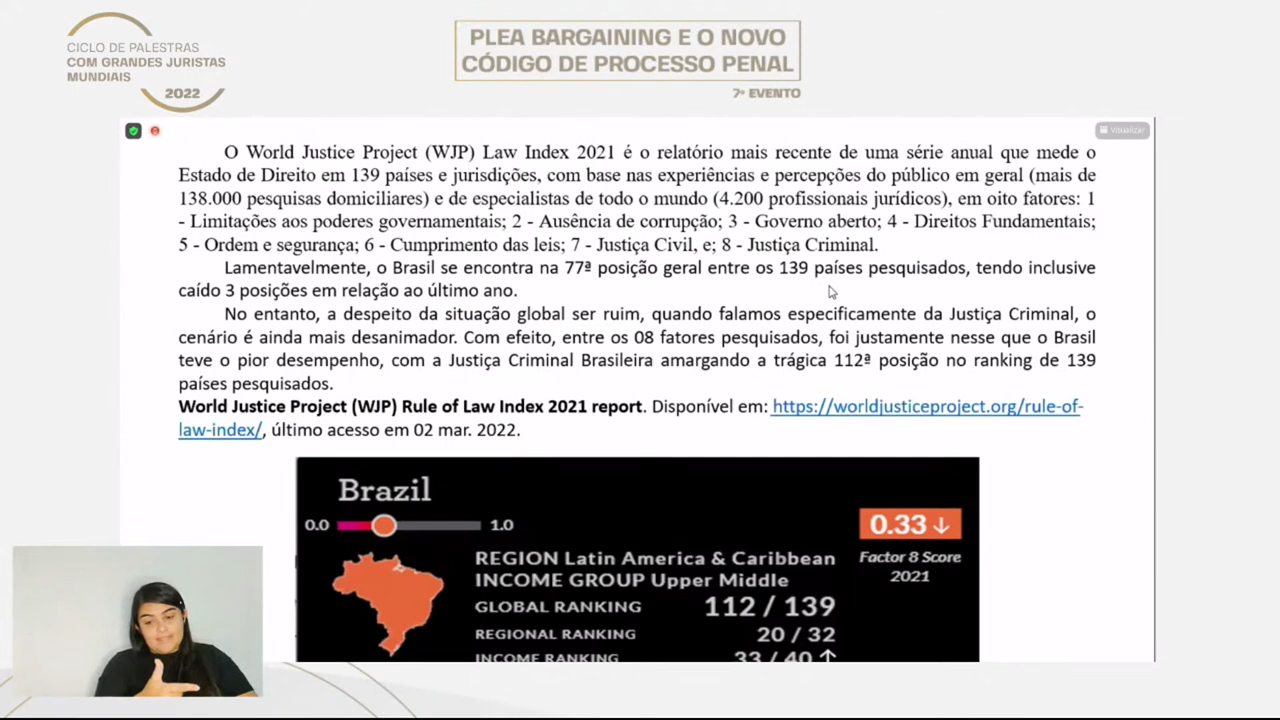 CICLO DE PALESTRAS
COM GRANDES JURISTAS
MUNDIAIS
2022
PLEA BARGAINING E O NOVO
CÓDIGO DE PROCESSO PENAL
7º EVENTO
Visualizar
O World Justice Project (WJP) Law Index 2021 é o relatório mais recente de uma série anual que mede o
Estado de Direito em 139 países e jurisdições, com base nas experiências e percepções do público em geral (mais de
138.000 pesquisas domiciliares) e de especialistas de todo o mundo (4.200 profissionais jurídicos), em oito fatores: 1
- Limitações aos poderes governamentais; 2 - Ausência de corrupção; 3 - Governo aberto; 4 - Direitos Fundamentais;
5 - Ordem e segurança; 6 - Cumprimento das leis; 7 - Justiça Civil, e; 8 - Justiça Criminal.
Lamentavelmente, o Brasil se encontra na 77ª posição geral entre os 139 países pesquisados, tendo inclusive
caído 3 posições em relação ao último ano.
No entanto, a despeito da situação global ser ruim, quando falamos especificamente da Justiça Criminal, o
cenário é ainda mais desanimador. Com efeito, entre os 08 fatores pesquisados, foi justamente nesse que o Brasil
teve o pior desempenho, com a Justiça Criminal Brasileira amargando a trágica 112ª posição no ranking de 139
países pesquisados.
World Justice Project (WJP) Rule of Law Index 2021 report. Disponível em: https://worldjusticeproject.org/rule-of-
law-index/, último acesso em 02 mar. 2022.
Brazil
0.0 1.0
0.33↓
Factor 8 Score
2021
REGION Latin America & Caribbean
INCOME GROUP Upper Middle
GLOBAL RANKING 112 / 139
REGIONAL RANKING 20 / 32
INCOME RANKING 33 / 40↑